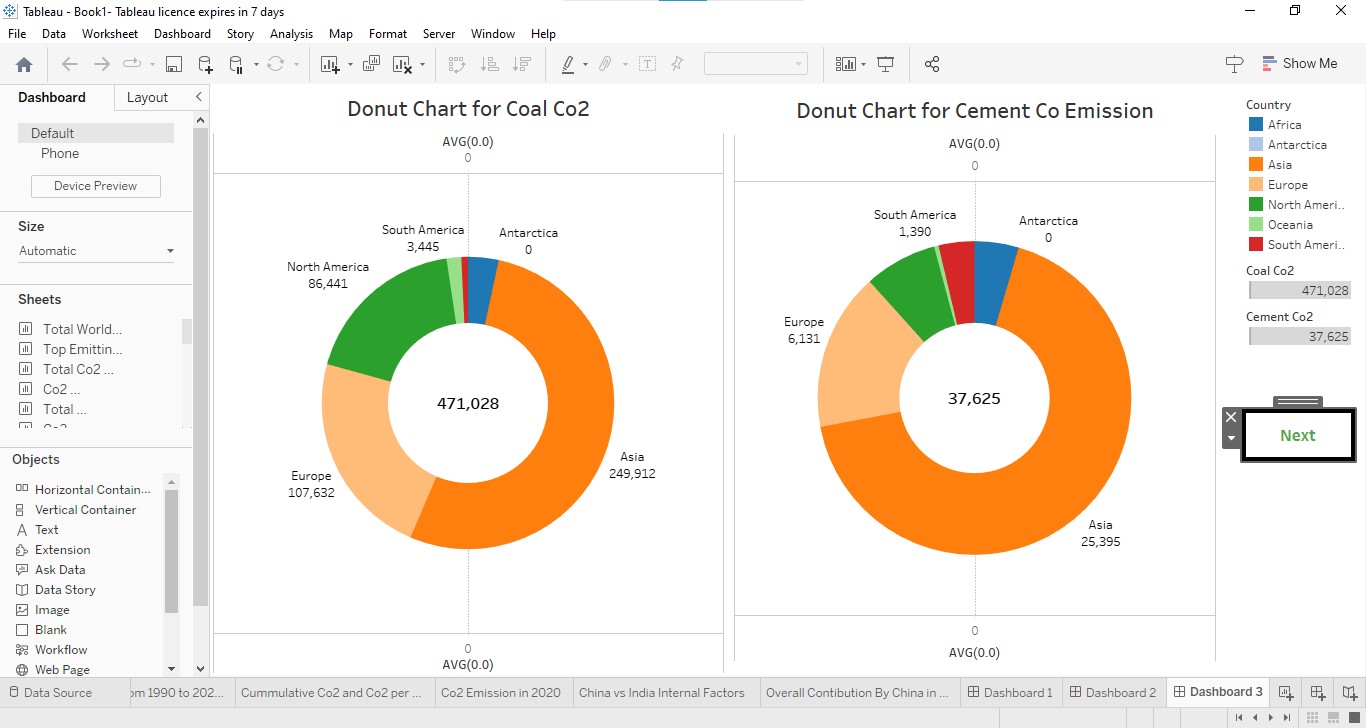 Tableau - Book1- Tableau licence expires in 7 days
File Data Worksheet Dashboard Story Analysis Map Format Server Window Help
Show Me
Dashboard Layout
Default
Phone
Device Preview
Size
Automatic
Sheets
Total World...
Top Emittin...
Total Co2 ...
Co2 ...
Total ...
Objects
Horizontal Contain...
Vertical Container
Text
Extension
Ask Data
Data Story
Image
Blank
Workflow
Web Page
Donut Chart for Coal Co2
AVG(0.0)
0
South America
3,445
Antarctica
0
North America
86,441
471,028
Asia
249,912
Europe
107,632
0
AVG(0.0)
Donut Chart for Cement Co Emission
AVG(0.0)
0
South America
1,390
Antarctica
0
Europe
6,131
37,625
Asia
25,395
0
AVG(0.0)
Country
Africa
Antarctica
Asia
Europe
North Ameri..
Oceania
South Ameri..
Coal Co2
471,028
Cement Co2
37,625
Next
Data Source om 1990 to 202... Cummulative Co2 and Co2 per ... Co2 Emission in 2020 China vs India Internal Factors Overall Contibution By China in ... Dashboard 1 Dashboard 2 Dashboard 3